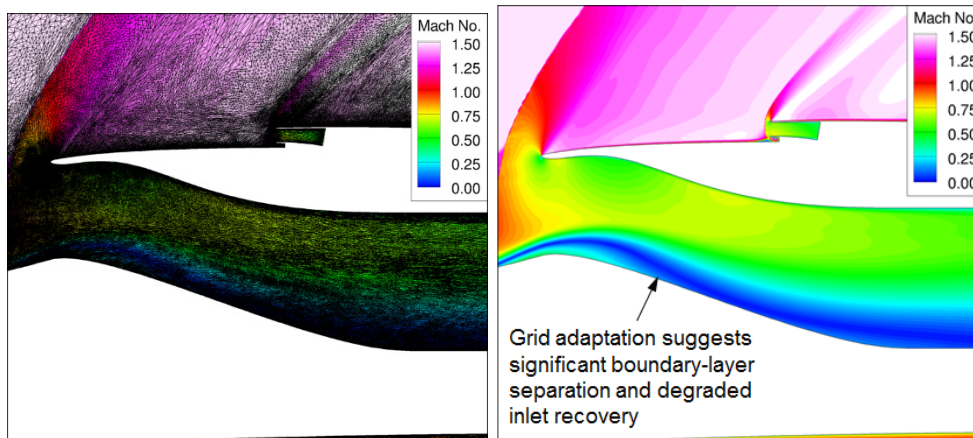 Mach No.
1.50
1.25
1.00
0.75
0.50
0.25
0.00
Mach No.
1.50
1.25
1.00
0.75
0.50
0.25
0.00
Grid adaptation suggests
significant boundary-layer
separation and degraded
inlet recovery